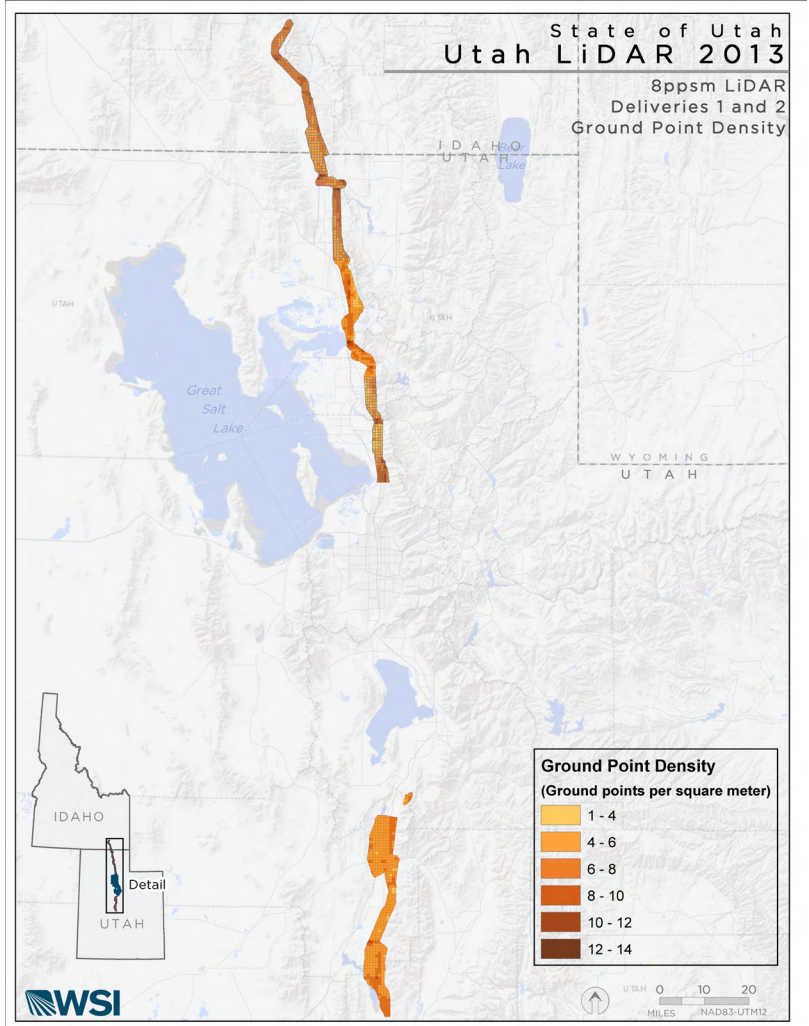 State of Utah
Utah LiDAR 2013
8ppsm LiDAR
Deliveries 1 and 2
Ground Point Density
IDAHO
UTAH
Bear
Lake
UTAH
UTAH
Great
Salt
Lake
WYOMING
UTAH
IDAHO
Detail
UTAH
Ground Point Density
(Ground points per square meter)
1 - 4
4 - 6
6 - 8
8 - 10
10 - 12
12 - 14
WSI
UTAH
0 10 20
MILES NAD83-UTM12